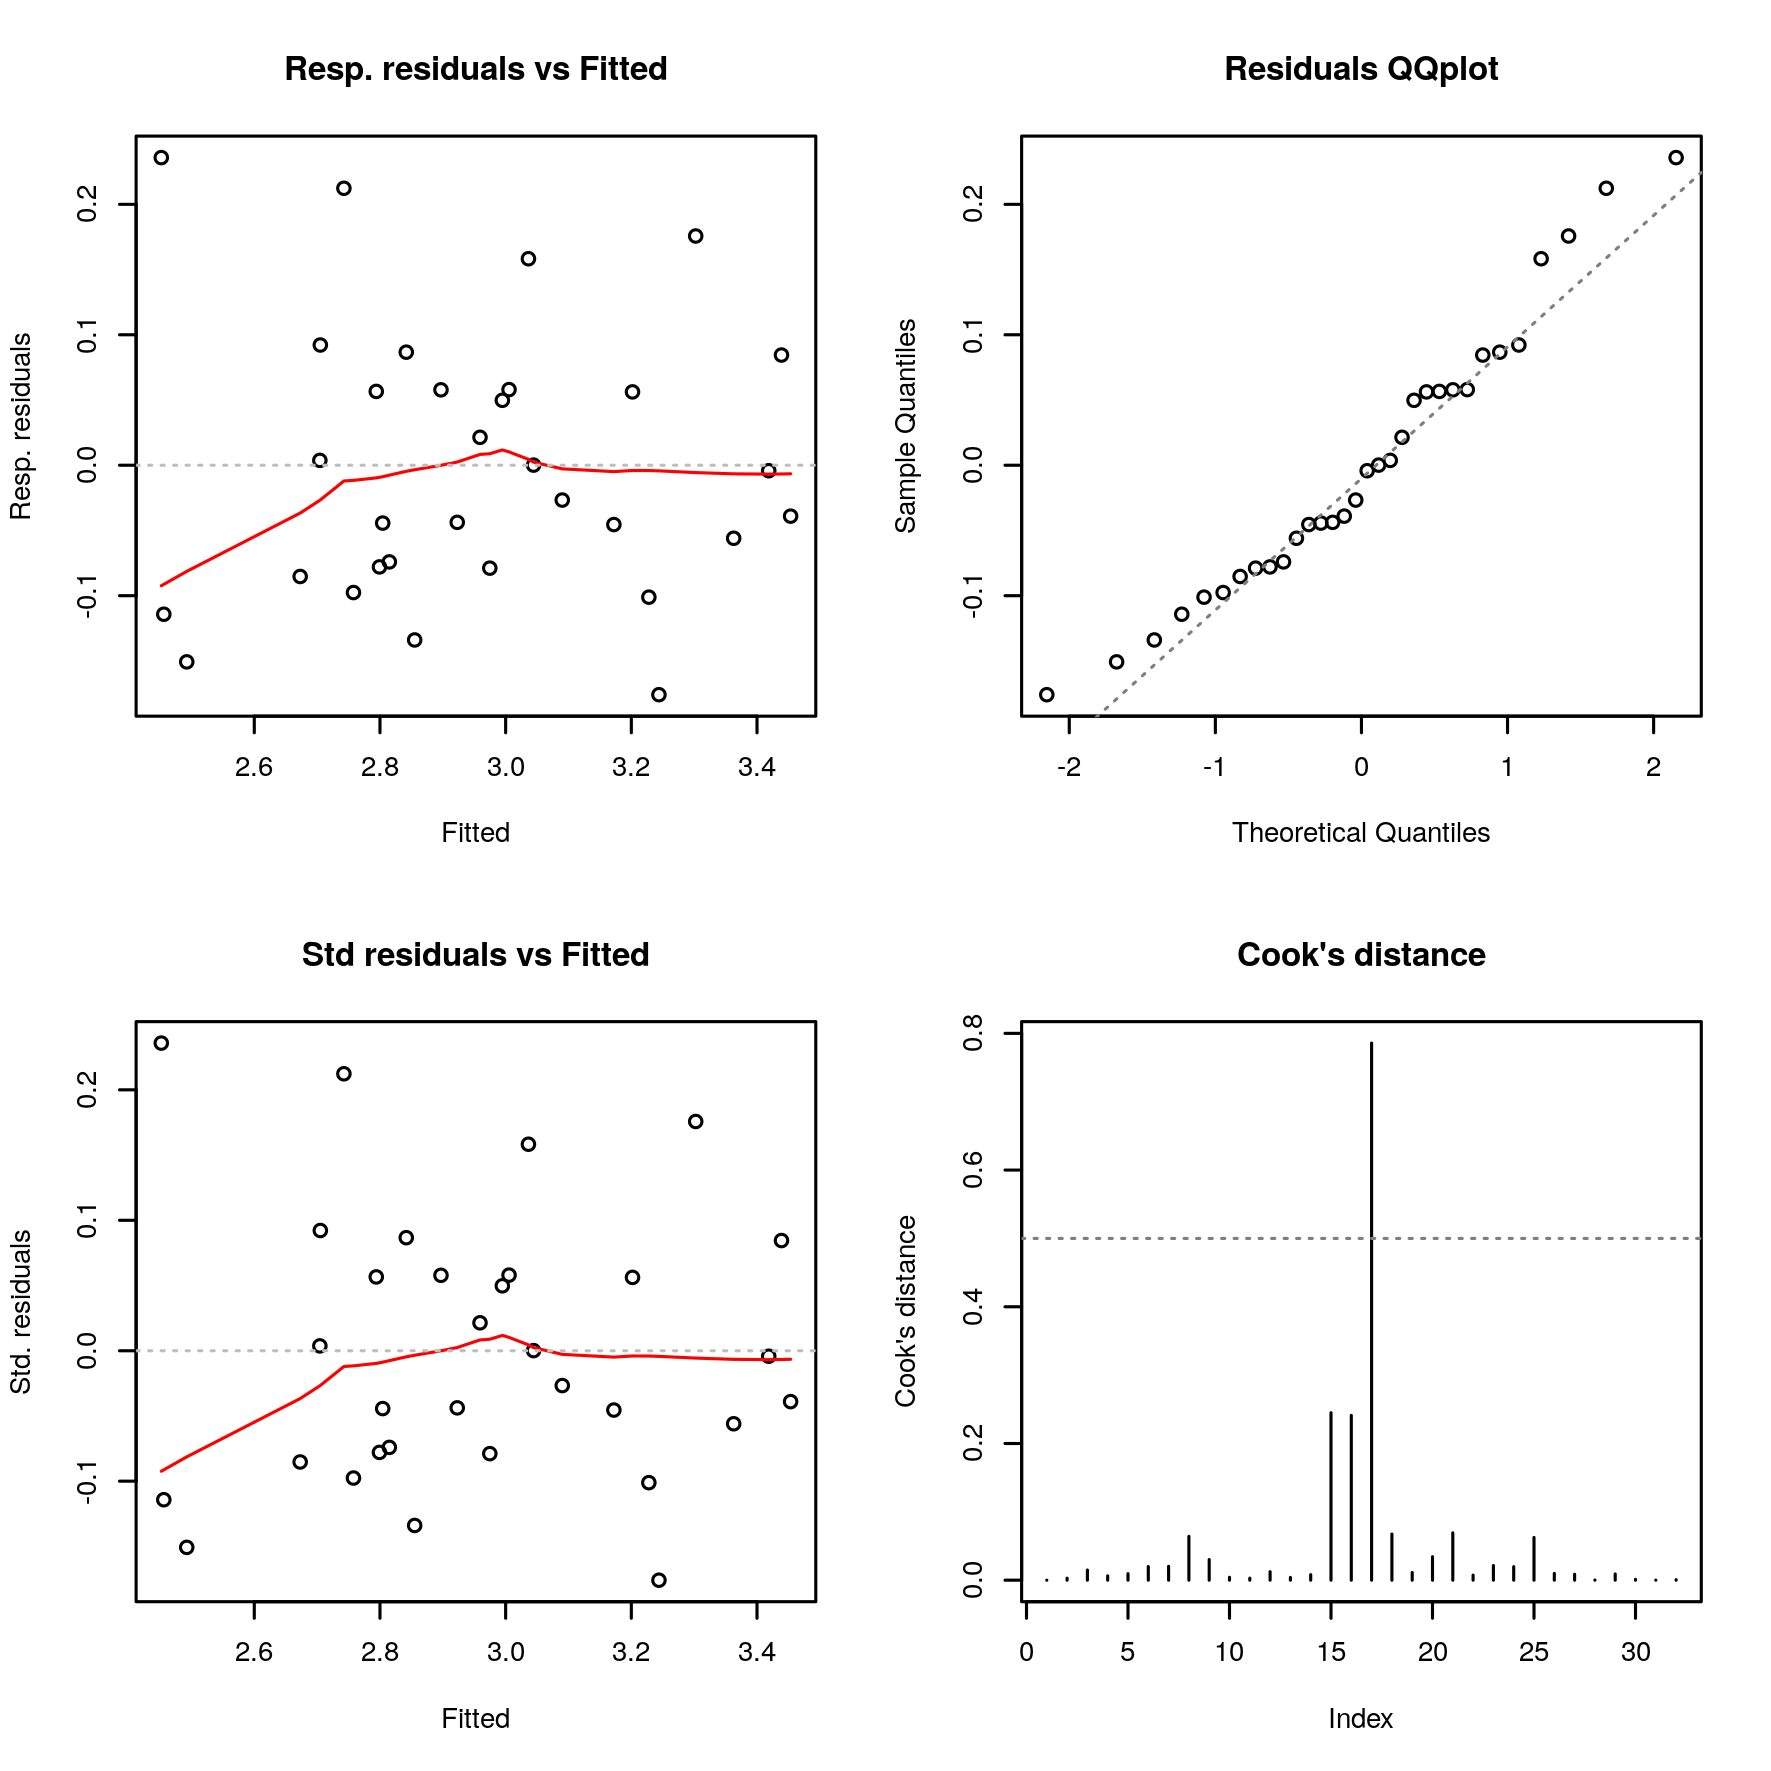 Resp. residuals vs Fitted
Resp. residuals
-0.1 0.0 0.1 0.2
2.6 2.8 3.0 3.2 3.4
Fitted
Residuals QQplot
Sample Quantiles
-0.1 0.0 0.1 0.2
-2 -1 0 1 2
Theoretical Quantiles
Std residuals vs Fitted
Std. residuals
-0.1 0.0 0.1 0.2
2.6 2.8 3.0 3.2 3.4
Fitted
Cook's distance
Cook's distance
0.0 0.2 0.4 0.6 0.8
0 5 10 15 20 25 30
Index